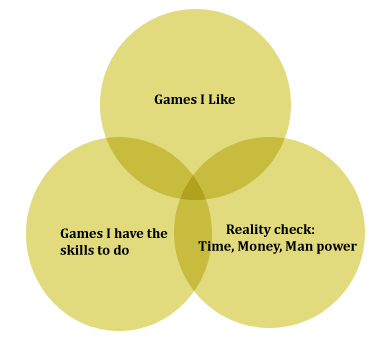 Games I Like
Games I have the
skills to do
Reality check:
Time, Money, Man power